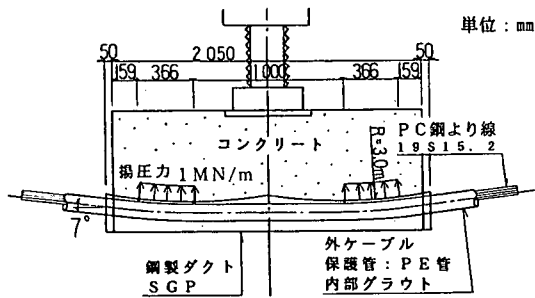 単位：mm
50 2 050 50
159 366 1 000 366 159
コンクリート
R=3.0m
PC鋼より線
19S15.2
揚圧力 1MN/m
7°
鋼製ダクト
SGP
外ケーブル
保護管：PE管
内部グラウト